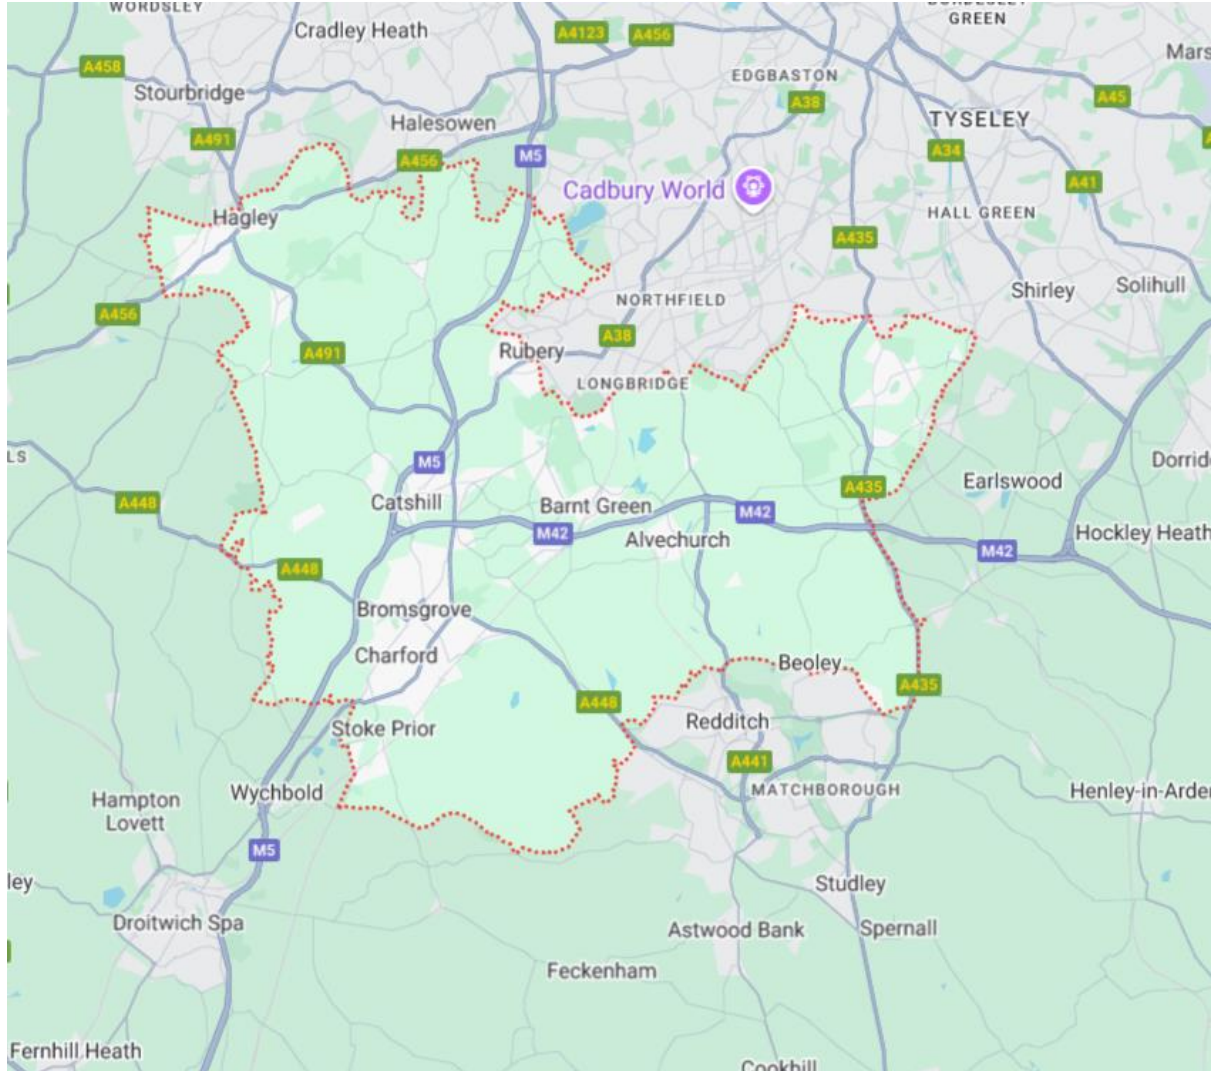 WORDSLEY
Cradley Heath
A4123
A456
GREEN
Mars
A458
Stourbridge
EDGBASTON
A38
A45
Halesowen
TYSELEY
A491
A456
M5
A34
Cadbury World
A41
Hagley
HALL GREEN
A435
Solihull
Shirley
NORTHFIELD
A456
A38
Rubery
A491
LONGBRIDGE
LS
M5
Dorrid
A448
Catshill
Barnt Green
A435
Earlswood
M42
M42
Alvechurch
Hockley Heath
M42
A448
Bromsgrove
Charford
Beoley
A435
A448
Stoke Prior
Redditch
A441
Wychbold
MATCHBOROUGH
Henley-in-Arder
Hampton
Lovett
M5
ley
Studley
Droitwich Spa
Astwood Bank
Spernall
Feckenham
Fernhill Heath
Cookhill